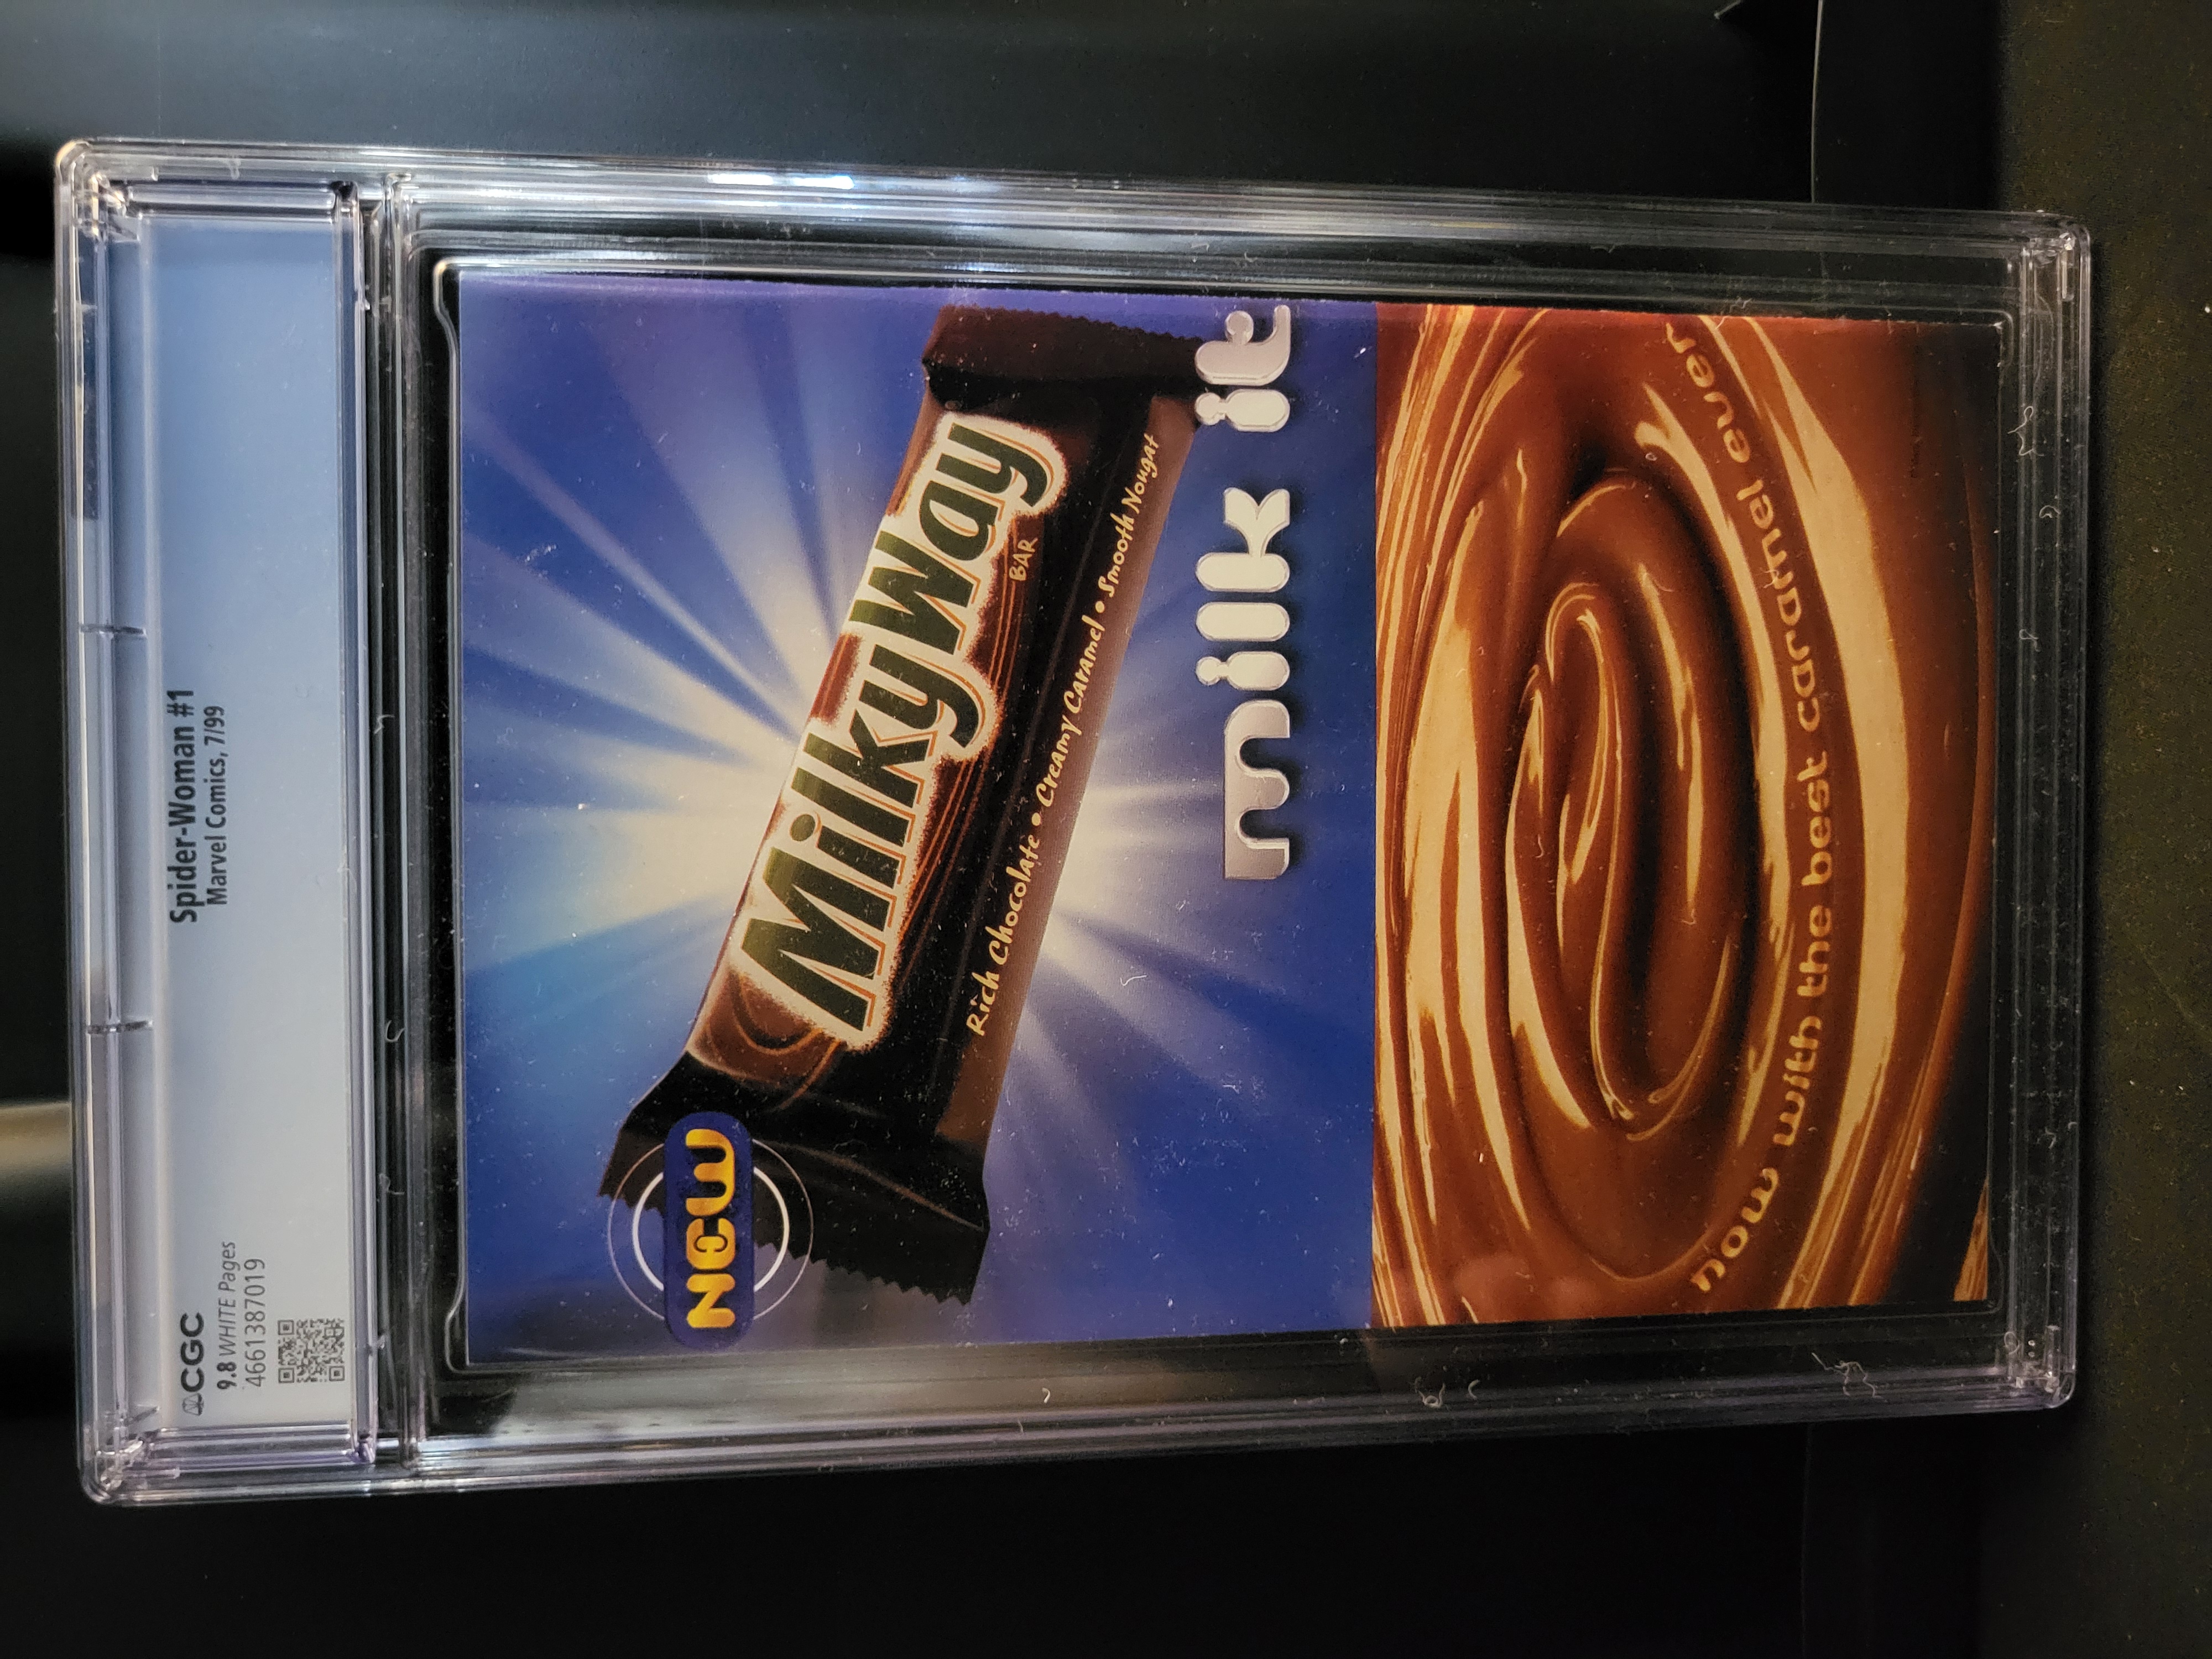 CGC
9.8 WHITE Pages
4661387019
Spider-Woman #1
Marvel Comics, 7/99
NEW
MilkyWay
BAR
Rich Chocolate • Creamy Caramel • Smooth Nougat
milk it
now with the best caramel ever